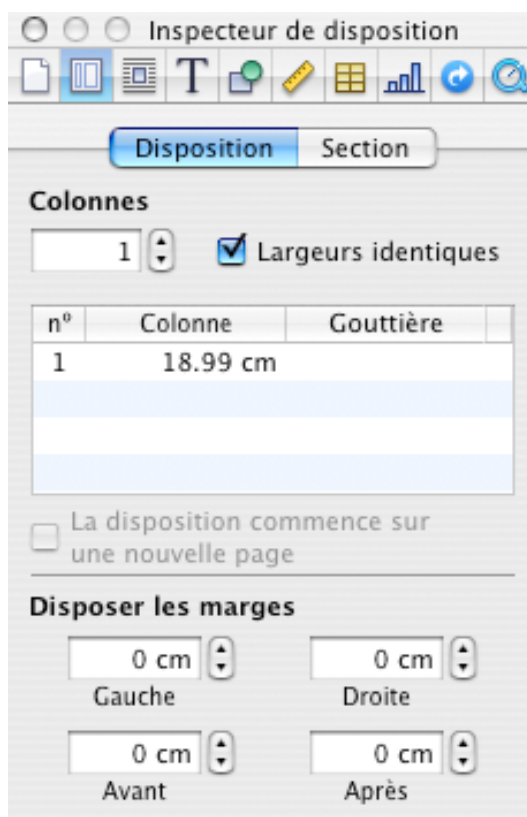 Inspecteur de disposition
T
Disposition Section
Colonnes
1 Largeurs identiques
nº Colonne Gouttière
1 18.99 cm
La disposition commence sur
une nouvelle page
Disposer les marges
0 cm 0 cm
Gauche Droite
0 cm 0 cm
Avant Après